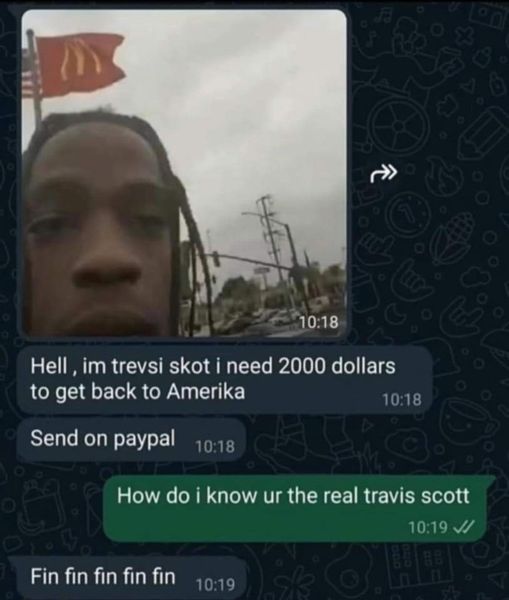 10:18
Hell , im trevsi skot i need 2000 dollars
to get back to Amerika
10:18
Send on paypal 10:18
How do i know ur the real travis scott
10:19
Fin fin fin fin fin 10:19